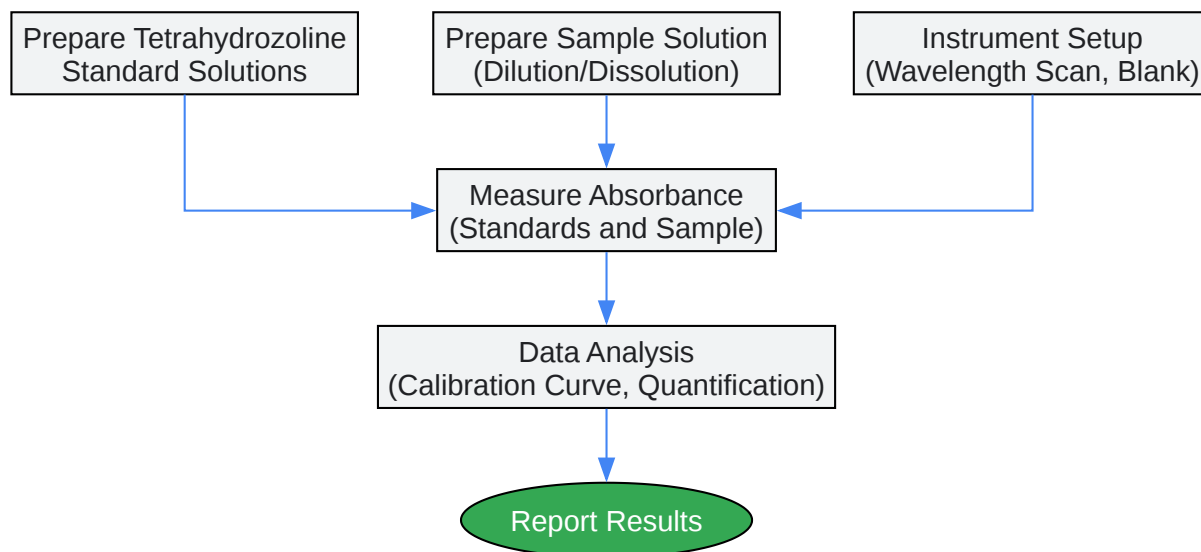 Prepare Tetrahydrozoline
Standard Solutions
Prepare Sample Solution
(Dilution/Dissolution)
Instrument Setup
(Wavelength Scan, Blank)
Measure Absorbance
(Standards and Sample)
Data Analysis
(Calibration Curve, Quantification)
Report Results